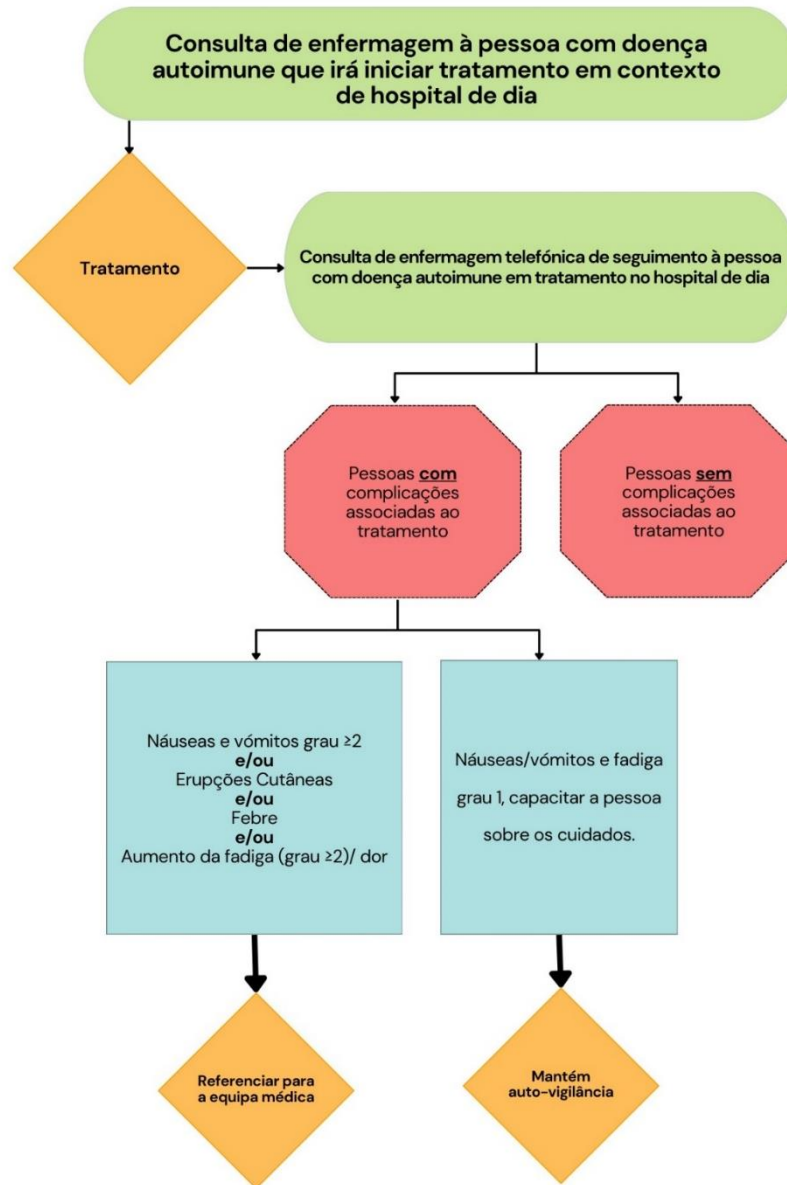 Consulta de enfermagem à pessoa com doença
autoimune que irá iniciar tratamento em contexto
de hospital de dia
Tratamento
Consulta de enfermagem telefónica de seguimento à pessoa
com doença autoimune em tratamento no hospital de dia
Pessoas com
complicações
associadas ao
tratamento
Pessoas sem
complicações
associadas ao
tratamento
Náuseas e vómitos grau ≥2
e/ou
Erupções Cutâneas
e/ou
Febre
e/ou
Aumento da fadiga (grau ≥2)/ dor
Náuseas/vómitos e fadiga
grau 1, capacitar a pessoa
sobre os cuidados.
Referenciar para
a equipa médica
Mantém
auto-vigilância